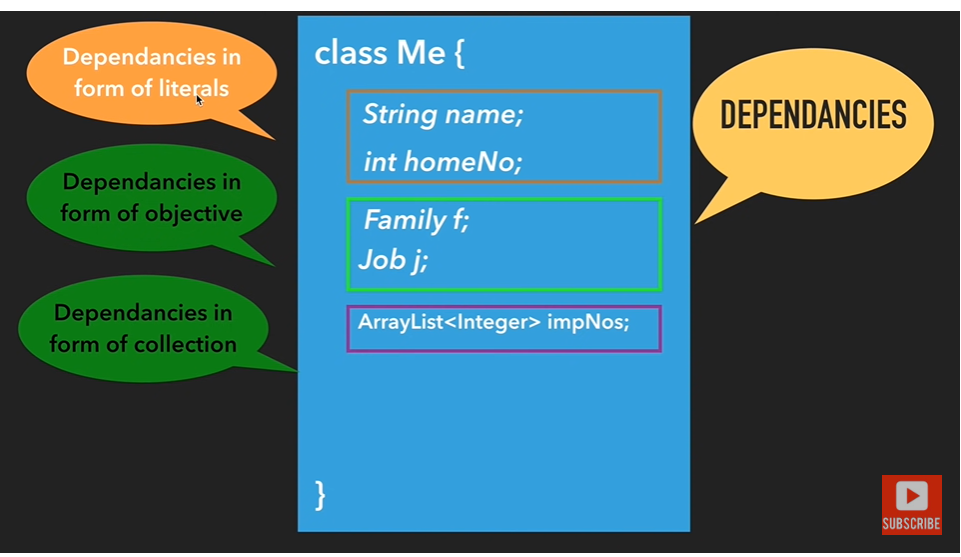 Dependancies in
form of literals
Dependancies in
form of objective
Dependancies in
form of collection
class Me {
String name;
int homeNo;
Family f;
Job j;
ArrayList<Integer> impNos;
}
DEPENDANCIES
SUBSCRIBE